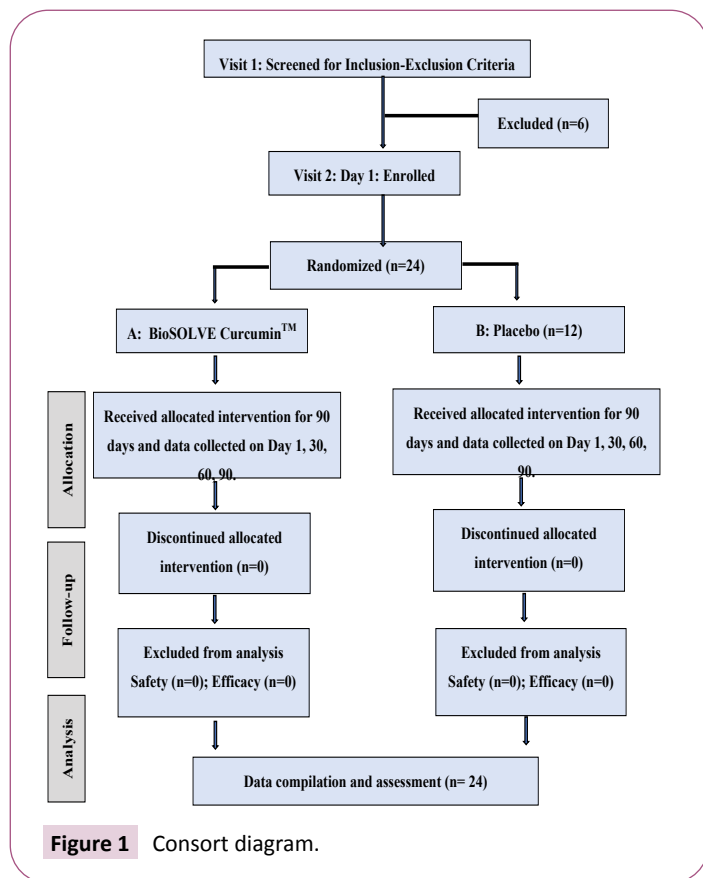 Visit 1: Screened for Inclusion-Exclusion Criteria
Excluded (n=6)
Visit 2: Day 1: Enrolled
Randomized (n=24)
A: BioSOLVE Curcumin™
B: Placebo (n=12)
Allocation
Received allocated intervention for 90
days and data collected on Day 1, 30,
60, 90.
Received allocated intervention for 90
days and data collected on Day 1, 30, 60,
90.
Follow-up
Discontinued allocated
intervention (n=0)
Discontinued allocated
intervention (n=0)
Excluded from analysis
Safety (n=0); Efficacy (n=0)
Excluded from analysis
Safety (n=0); Efficacy (n=0)
Analysis
Data compilation and assessment (n= 24)
Figure 1 Consort diagram.